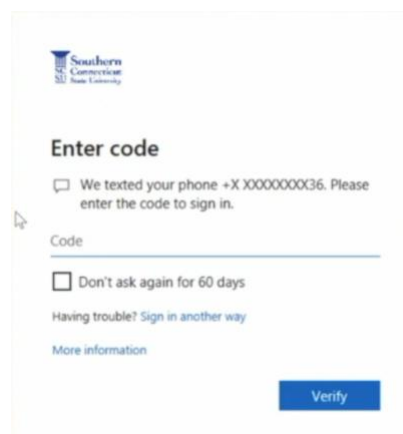 Southern
Connecticut
State University
Enter code
We texted your phone +X XXXXXXXX36. Please
enter the code to sign in.
Code
Don't ask again for 60 days
Having trouble? Sign in another way
More information
Verify